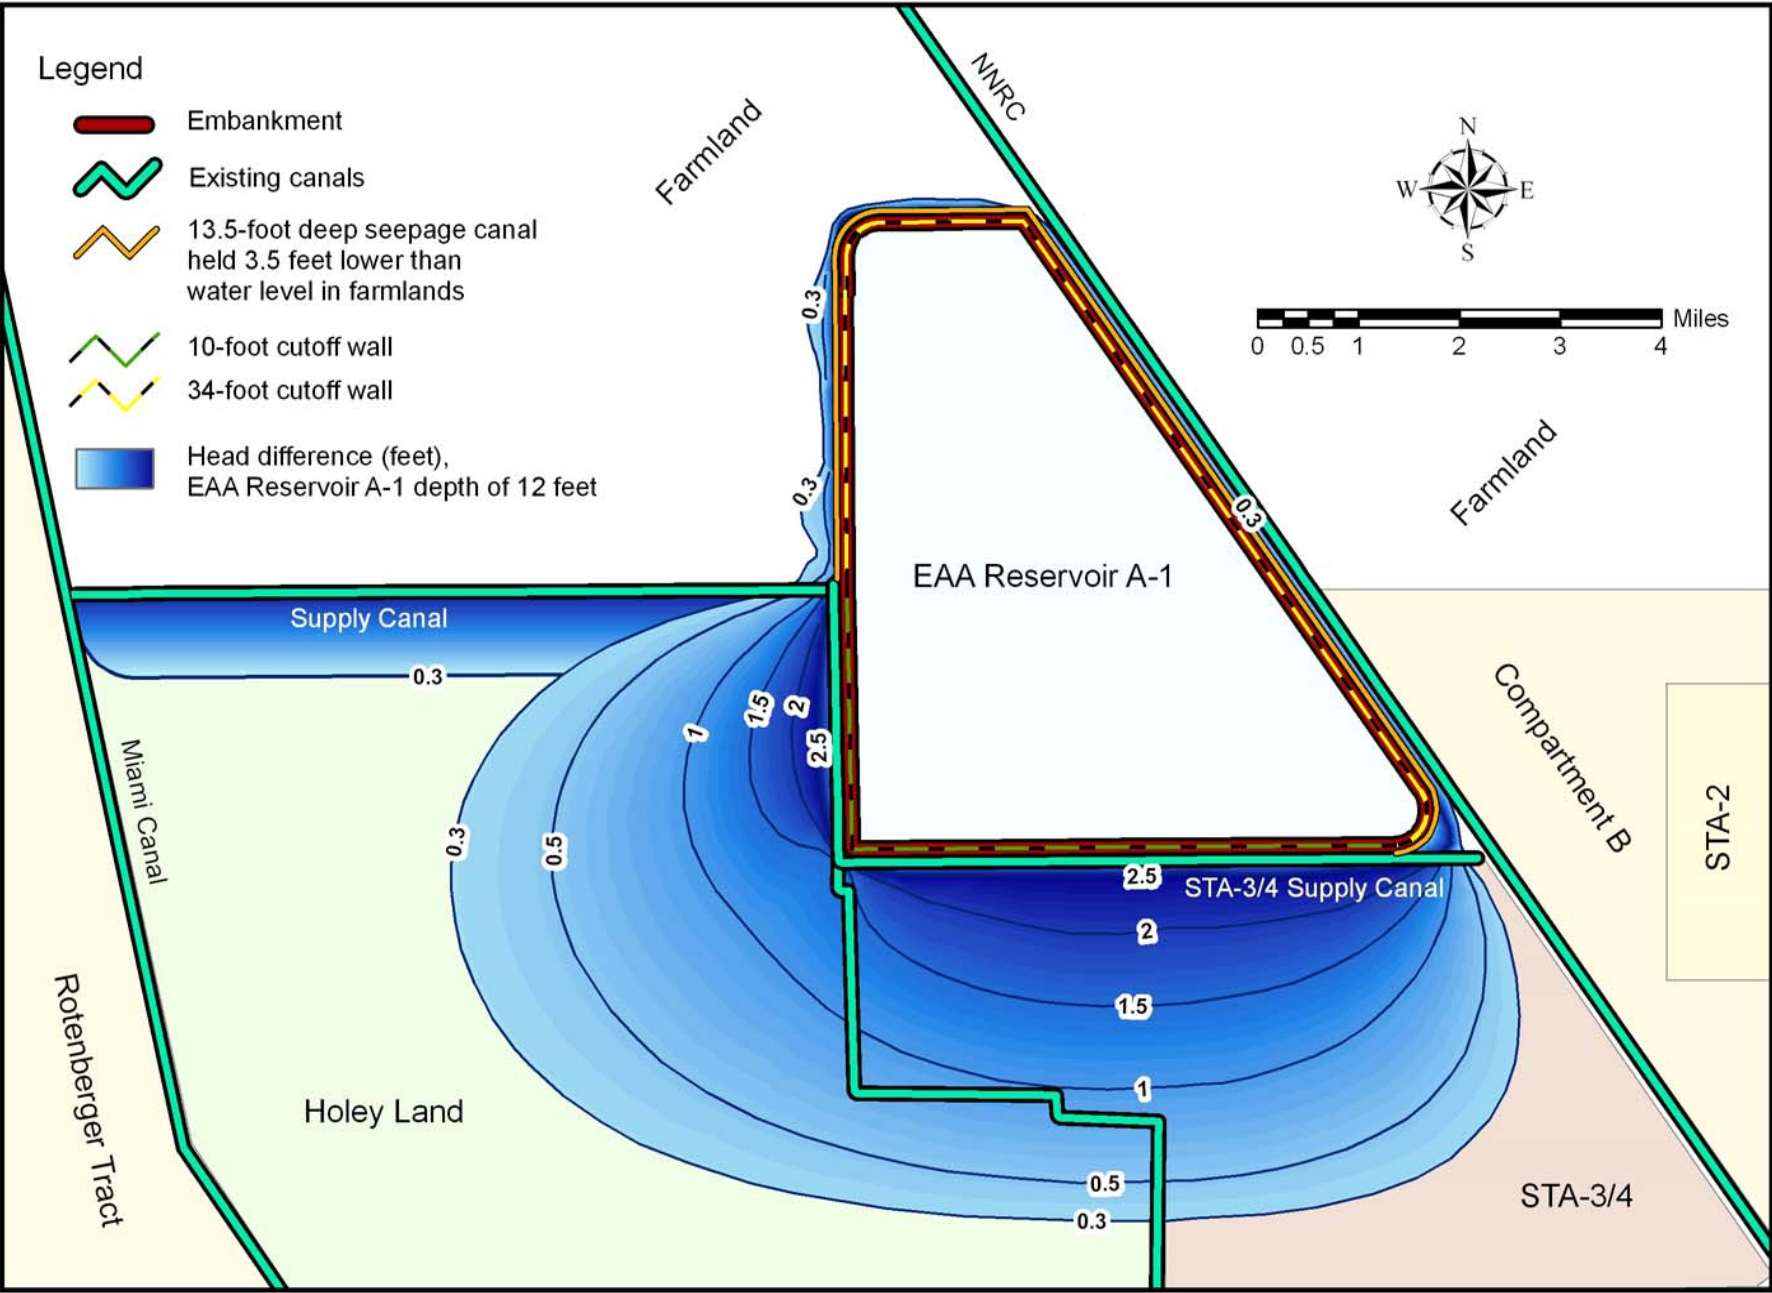 Legend
Embankment
Existing canals
13.5-foot deep seepage canal
held 3.5 feet lower than
water level in farmlands
10-foot cutoff wall
34-foot cutoff wall
Head difference (feet),
EAA Reservoir A-1 depth of 12 feet
NNRC
Farmland
N
W
E
S
Miles
0 0.5 1 2 3 4
0.3
0.3
0.3
Farmland
EAA Reservoir A-1
Supply Canal
0.3
Compartment B
STA-2
Miami Canal
1
1.5
2
2.5
0.3
0.5
2.5
STA-3/4 Supply Canal
2
1.5
1
0.5
0.3
Rotenberger Tract
Holey Land
STA-3/4